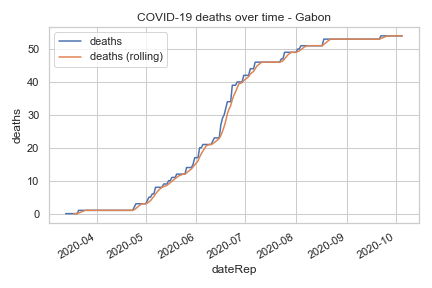 COVID-19 deaths over time - Gabon
deaths
deaths (rolling)
deaths
50
40
30
20
10
0
2020-04
2020-05
2020-06
2020-07
2020-08
2020-09
2020-10
dateRep